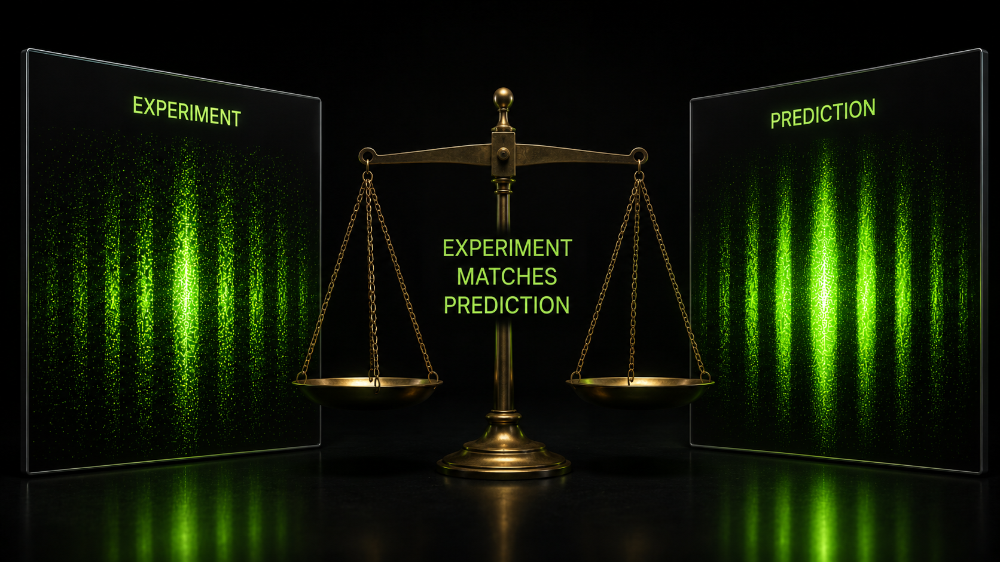 EXPERIMENT
EXPERIMENT
MATCHES
PREDICTION
PREDICTION